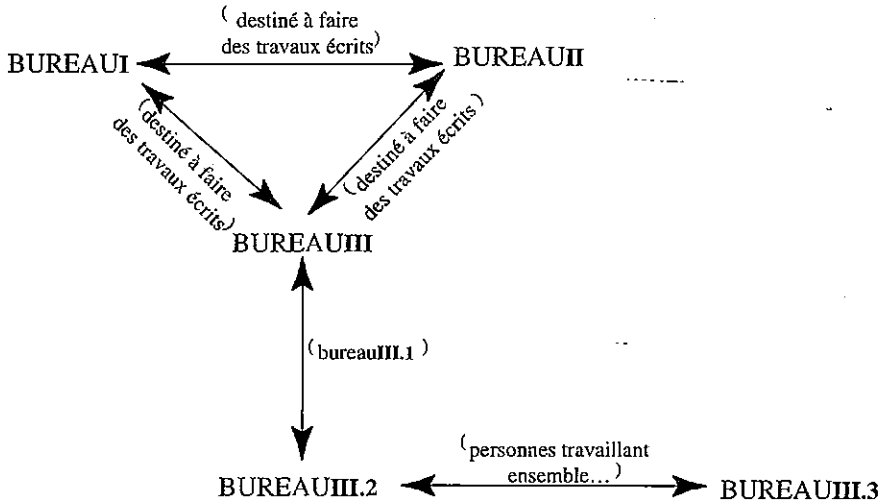 ( destiné à faire
des travaux écrits)
BUREAUI
BUREAUII
(destiné à faire
des travaux écrits)
(destiné à faire
des travaux écrits)
BUREAUIII
(bureauIII.1 )
(personnes travaillant
ensemble... )
BUREAUIII.2
BUREAUIII.3